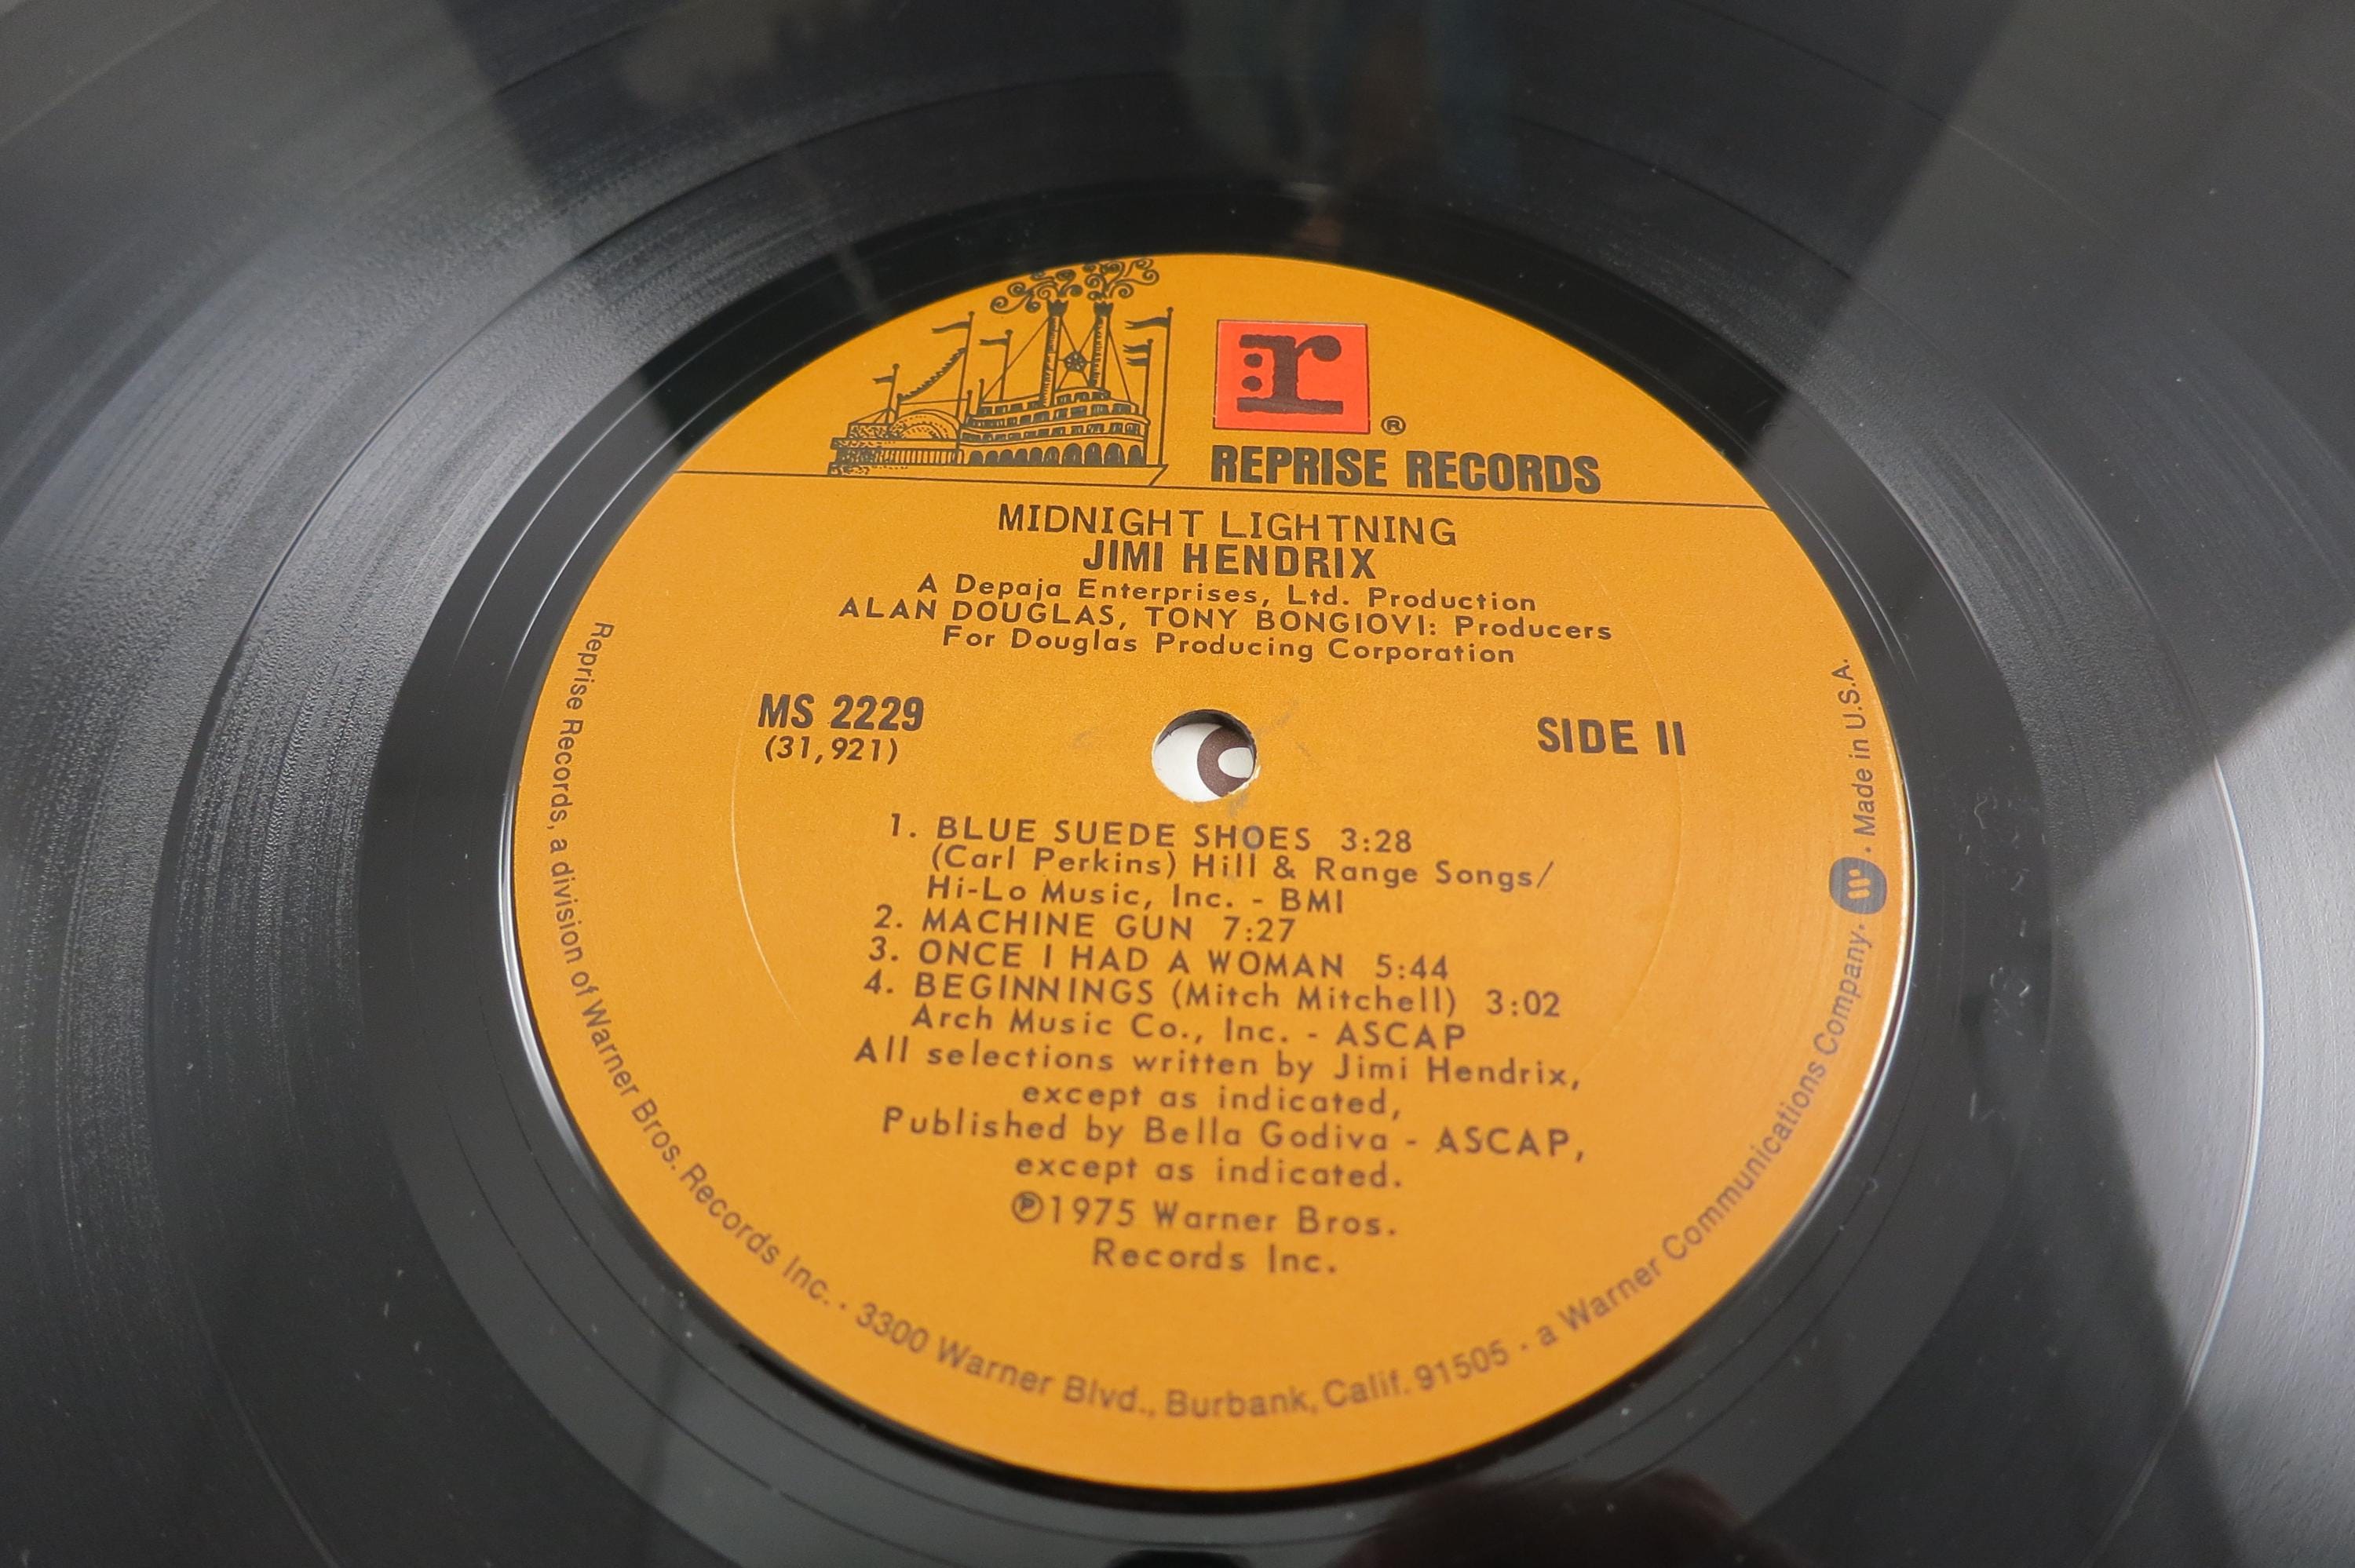 r
®
REPRISE RECORDS
MIDNIGHT LIGHTNING
JIMI HENDRIX
A Depaja Enterprises, Ltd. Production
ALAN DOUGLAS, TONY BONGIOVI: Producers
For Douglas Producing Corporation
MS 2229
(31,921)
SIDE II
1. BLUE SUEDE SHOES 3:28
(Carl Perkins) Hill & Range Songs/
Hi-Lo Music, Inc. - BMI
2. MACHINE GUN 7:27
3. ONCE I HAD A WOMAN 5:44
4. BEGINNINGS (Mitch Mitchell) 3:02
Arch Music Co., Inc. - ASCAP
All selections written by Jimi Hendrix,
except as indicated,
Published by Bella Godiva - ASCAP,
except as indicated.
℗1975 Warner Bros.
Records Inc.
Reprise Records, a division of Warner Bros. Records Inc. · 3300 Warner Blvd., Burbank, Calif. 91505 · a Warner Communications Company. · W · Made in U.S.A.